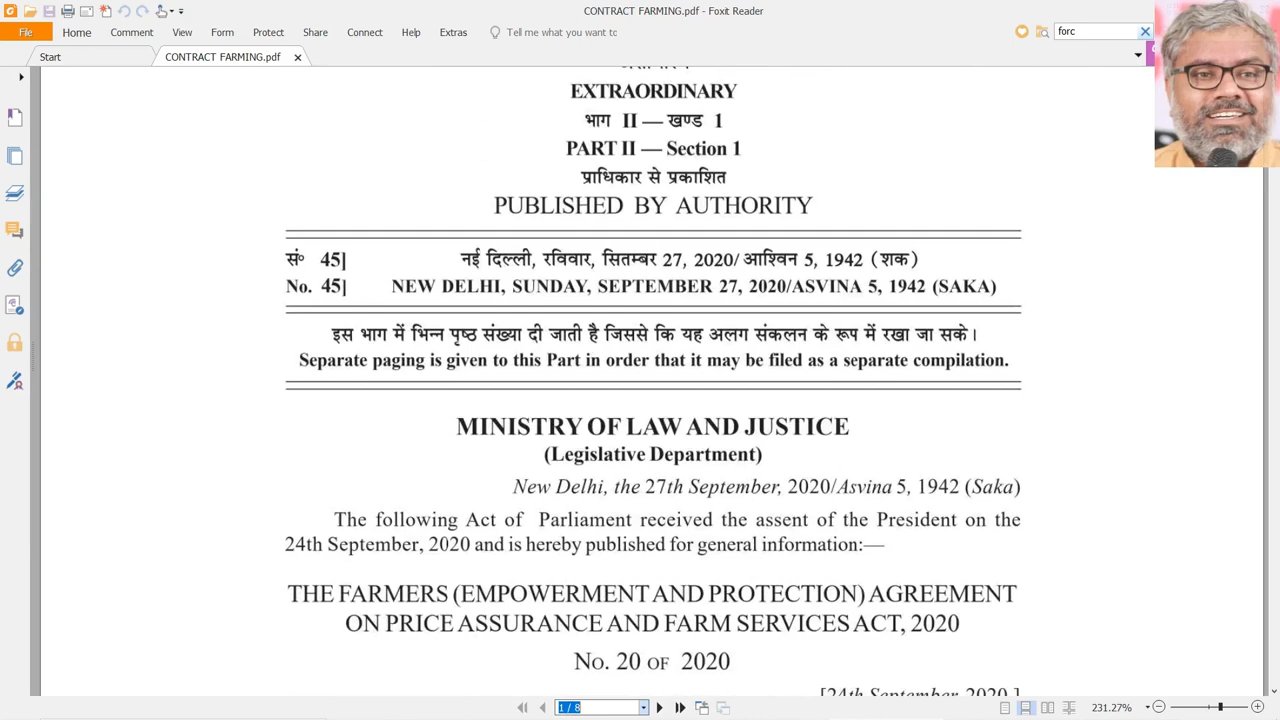 CONTRACT FARMING.pdf - Foxit Reader
File Home Comment View Form Protect Share Connect Help Extras Tell me what you want to forc
Start CONTRACT FARMING.pdf
EXTRAORDINARY
भाग II — खण्ड 1
PART II — Section 1
प्राधिकार से प्रकाशित
PUBLISHED BY AUTHORITY
सं॰ 45] नई दिल्ली, रविवार, सितम्बर 27, 2020/ आश्विन 5, 1942 (शक)
No. 45] NEW DELHI, SUNDAY, SEPTEMBER 27, 2020/ASVINA 5, 1942 (SAKA)
इस भाग में भिन्न पृष्ठ संख्या दी जाती है जिससे कि यह अलग संकलन के रूप में रखा जा सके।
Separate paging is given to this Part in order that it may be filed as a separate compilation.
MINISTRY OF LAW AND JUSTICE
(Legislative Department)
New Delhi, the 27th September, 2020/Asvina 5, 1942 (Saka)
The following Act of Parliament received the assent of the President on the
24th September, 2020 and is hereby published for general information:—
THE FARMERS (EMPOWERMENT AND PROTECTION) AGREEMENT
ON PRICE ASSURANCE AND FARM SERVICES ACT, 2020
No. 20 OF 2020
[24th September, 2020.]
1 / 8 231.27%